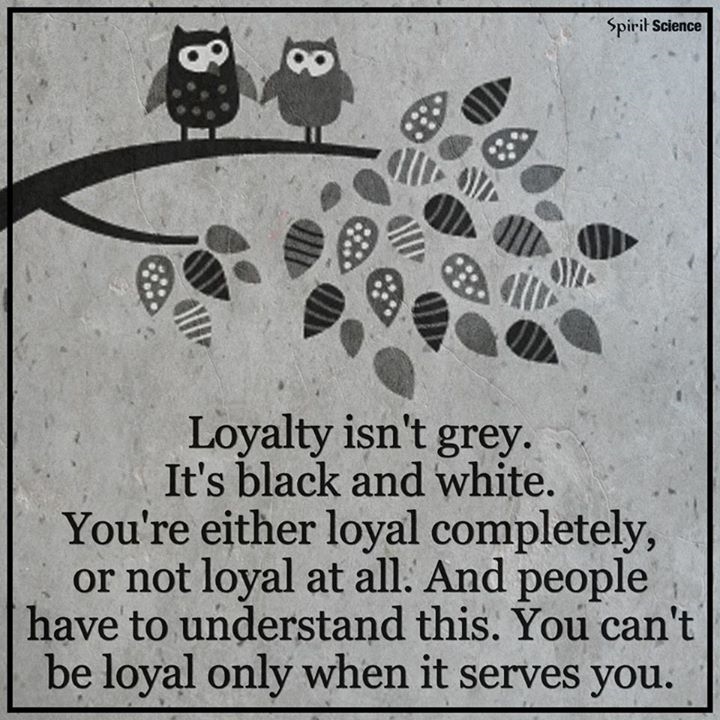 Spirit Science
Loyalty isn't grey.
It's black and white.
You're either loyal completely,
or not loyal at all. And people
have to understand this. You can't
be loyal only when it serves you.